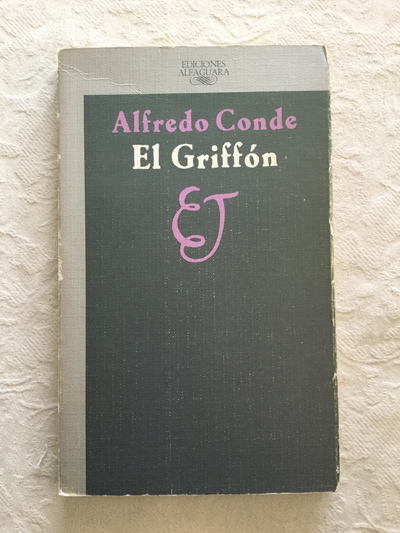 EDICIONES
ALFAGUARA
Alfredo Conde
El Griffón